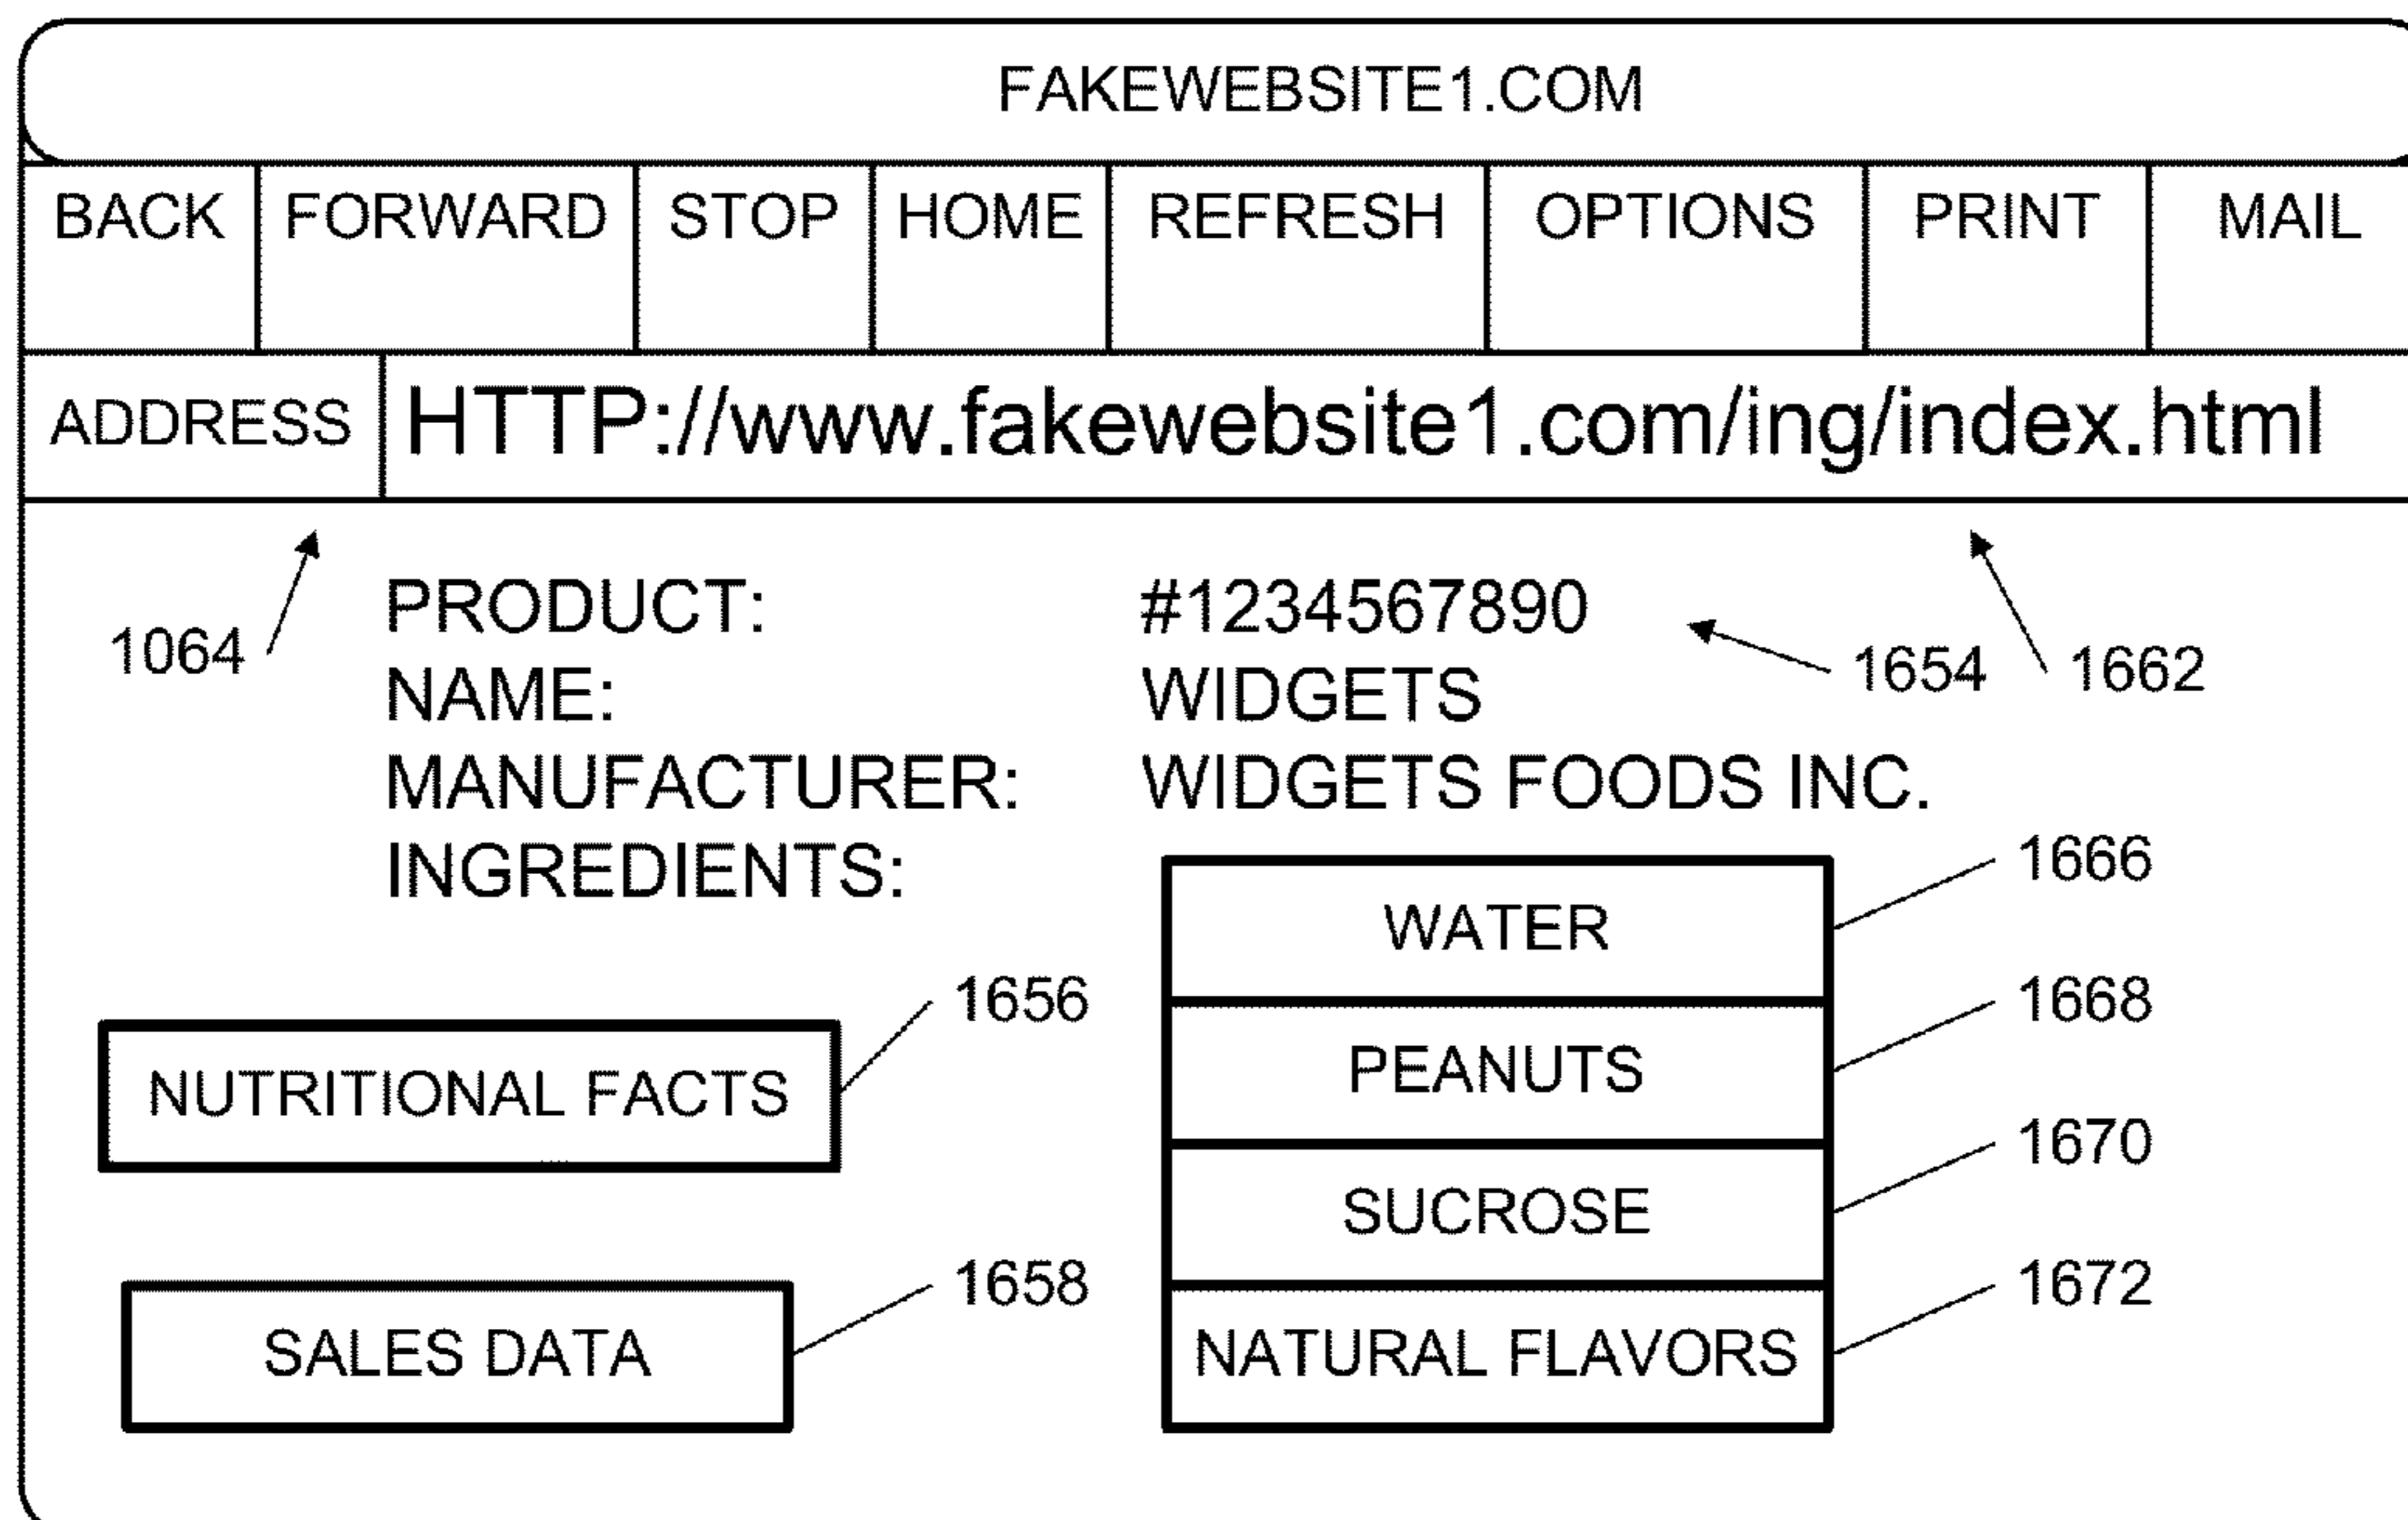 FAKEWEBSITE1.COM
BACK FORWARD STOP HOME REFRESH OPTIONS PRINT MAIL
ADDRESS HTTP://www.fakewebsite1.com/ing/index.html
PRODUCT: #1234567890
1064 1654 1662
NAME: WIDGETS
MANUFACTURER: WIDGETS FOODS INC.
INGREDIENTS: 1666
WATER
1656 1668
NUTRITIONAL FACTS PEANUTS
1670
SUCROSE
1658 1672
SALES DATA NATURAL FLAVORS